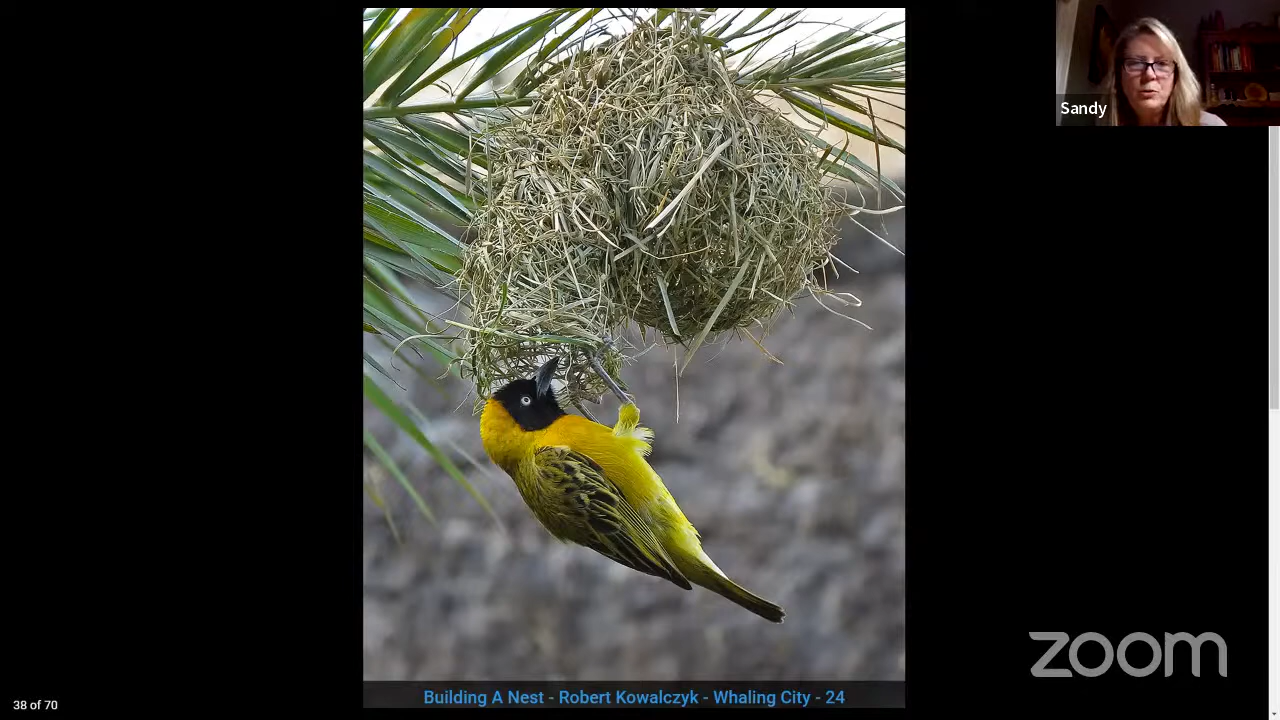 Sandy
zoom
Building A Nest - Robert Kowalczyk - Whaling City - 24
38 of 70